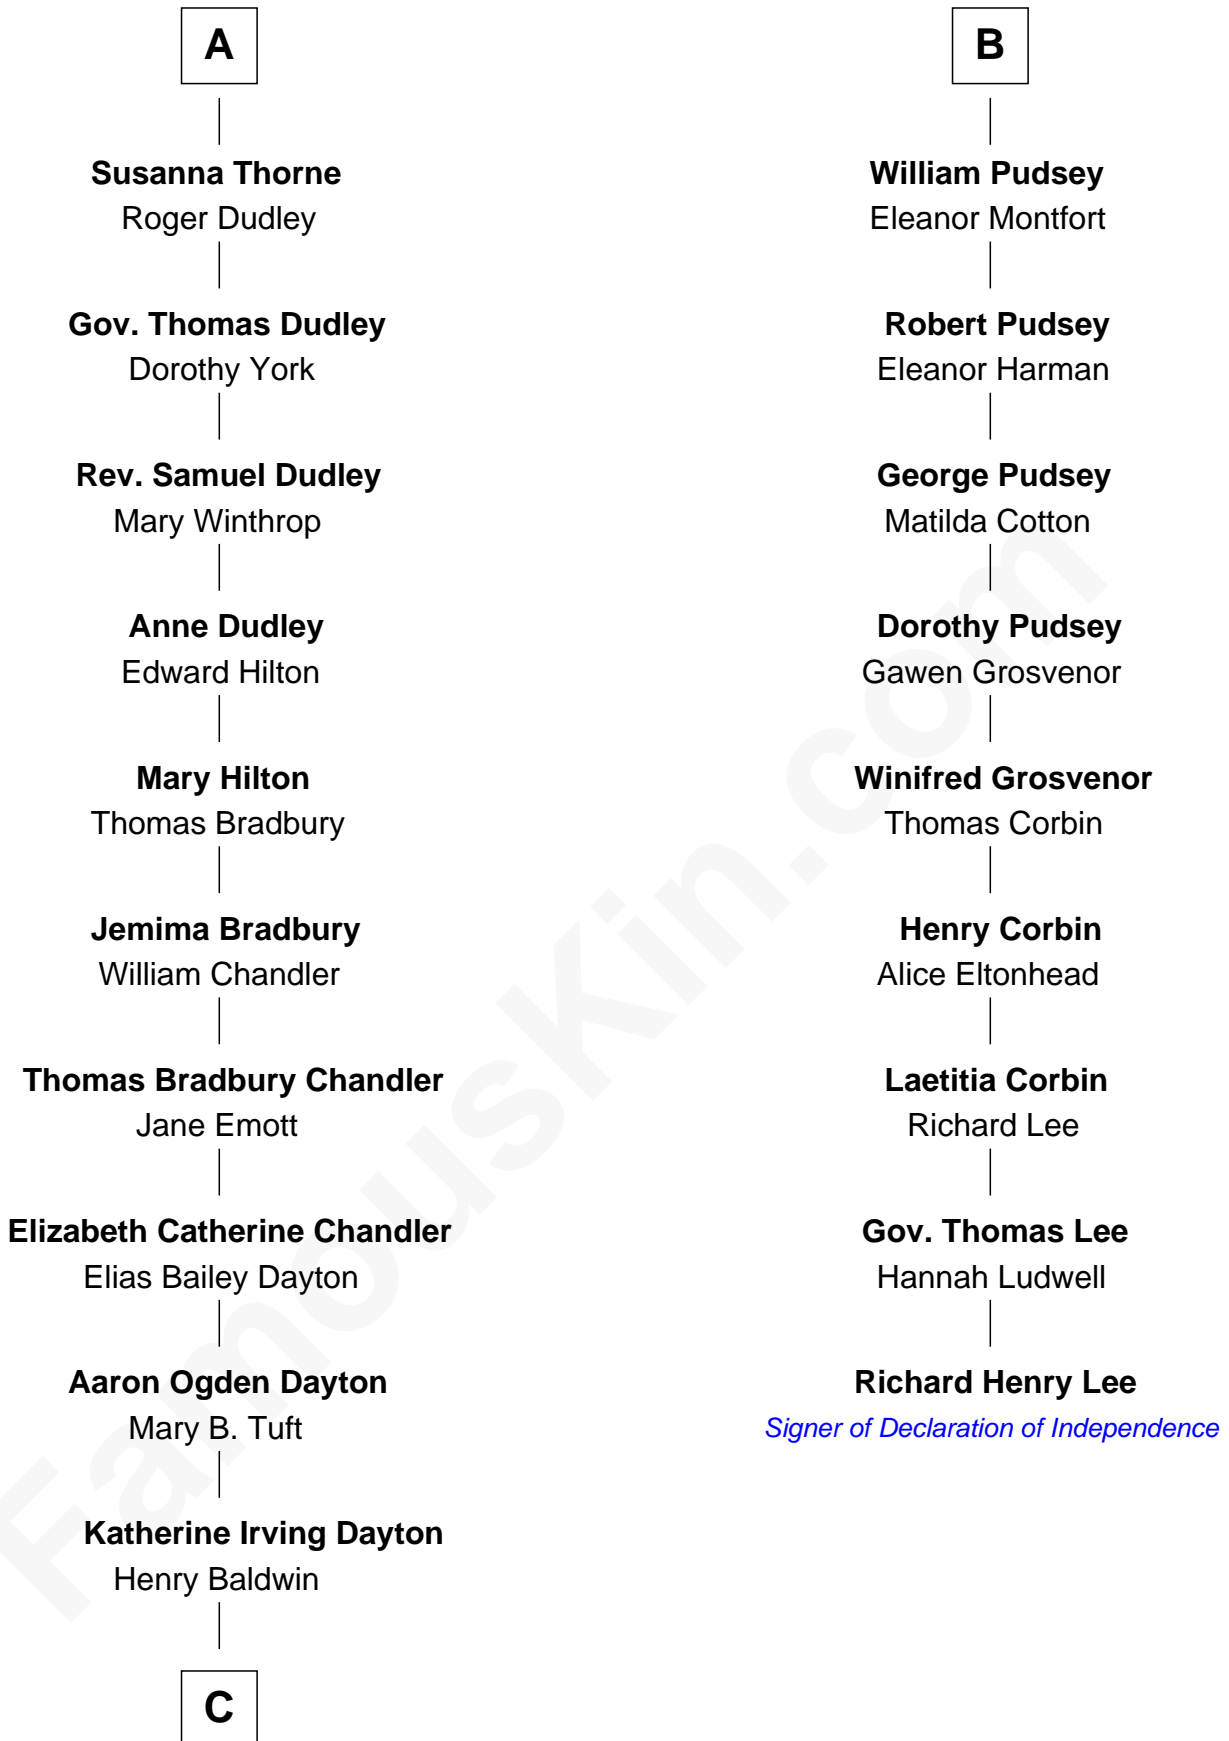 A
Susanna Thorne
Roger Dudley
Gov. Thomas Dudley
Dorothy York
Rev. Samuel Dudley
Mary Winthrop
Anne Dudley
Edward Hilton
Mary Hilton
Thomas Bradbury
Jemima Bradbury
William Chandler
Thomas Bradbury Chandler
Jane Emott
Elizabeth Catherine Chandler
Elias Bailey Dayton
Aaron Ogden Dayton
Mary B. Tuft
Katherine Irving Dayton
Henry Baldwin
C
B
William Pudsey
Eleanor Montfort
Robert Pudsey
Eleanor Harman
George Pudsey
Matilda Cotton
Dorothy Pudsey
Gawen Grosvenor
Winifred Grosvenor
Thomas Corbin
Henry Corbin
Alice Eltonhead
Laetitia Corbin
Richard Lee
Gov. Thomas Lee
Hannah Ludwell
Richard Henry Lee
Signer of Declaration of Independence
FamousKin.com